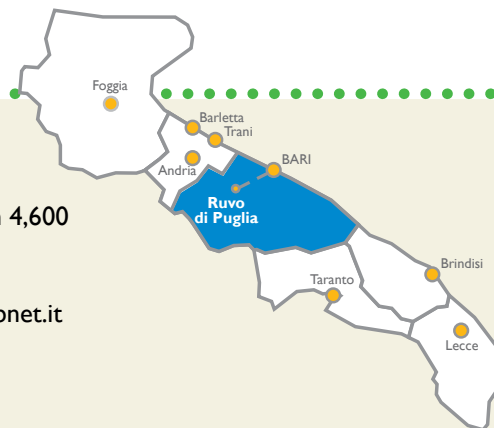 Foggia
Barletta
Trani
Andria
BARI
Ruvo
di Puglia
4,600
Brindisi
Taranto
onet.it
Lecce